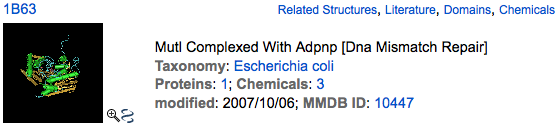 1B63
Related Structures, Literature, Domains, Chemicals
Mutl Complexed With Adpnp [Dna Mismatch Repair]
Taxonomy: Escherichia coli
Proteins: 1; Chemicals: 3
modified: 2007/10/06; MMDB ID: 10447